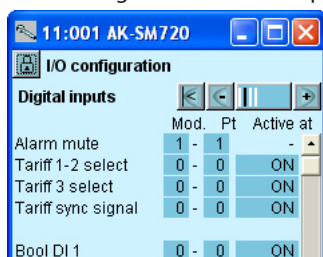 11:001 AK-SM720
I/O configuration
Digital inputs
Mod. Pt Active at
Alarm mute 1 - 1 -
Tariff 1-2 select 0 - 0 ON
Tariff 3 select 0 - 0 ON
Tariff sync signal 0 - 0 ON
Bool DI 1 0 - 0 ON